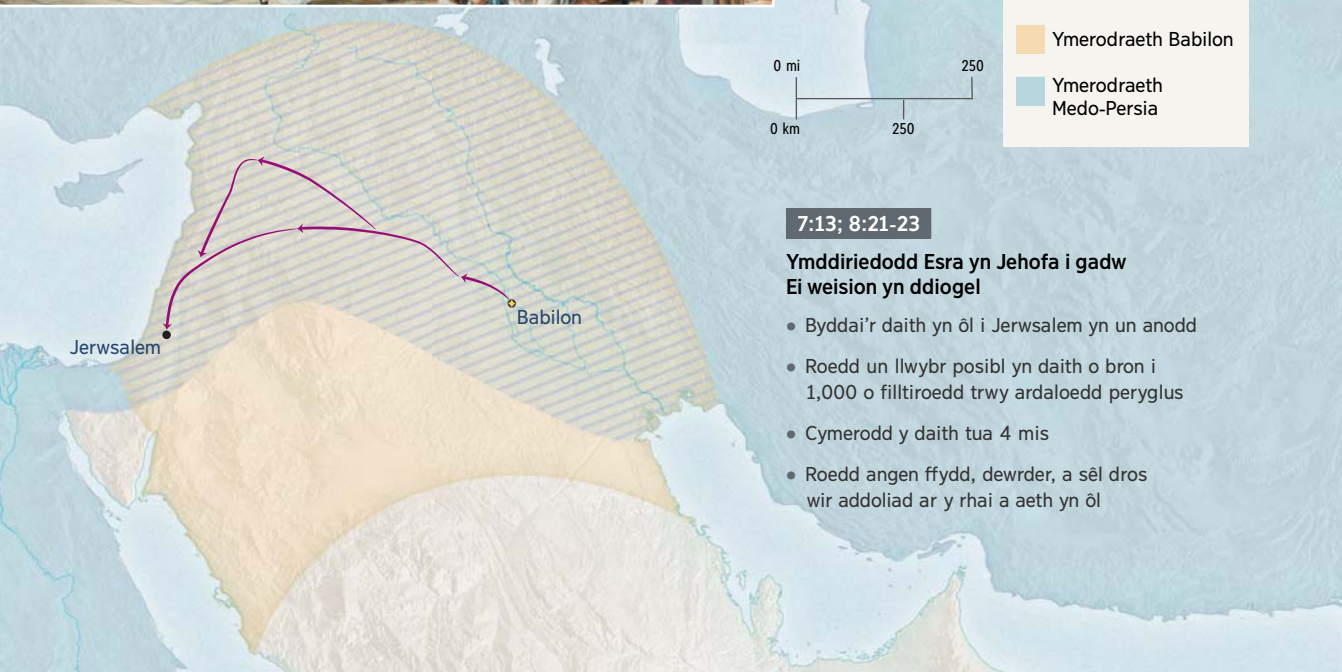 Ymerodraeth Babilon
Ymerodraeth
Medo-Persia
0 mi
250
0 km
250
7:13; 8:21-23
Ymddiriedodd Esra yn Jehofa i gadw
Ei weision yn ddiogel
• Byddai’r daith yn ôl i Jerwsalem yn un anodd
• Roedd un llwybr posibl yn daith o bron i
1,000 o filltiroedd trwy ardaloedd peryglus
• Cymerodd y daith tua 4 mis
• Roedd angen ffydd, dewrder, a sêl dros
wir addoliad ar y rhai a aeth yn ôl
Babilon
Jerwsalem